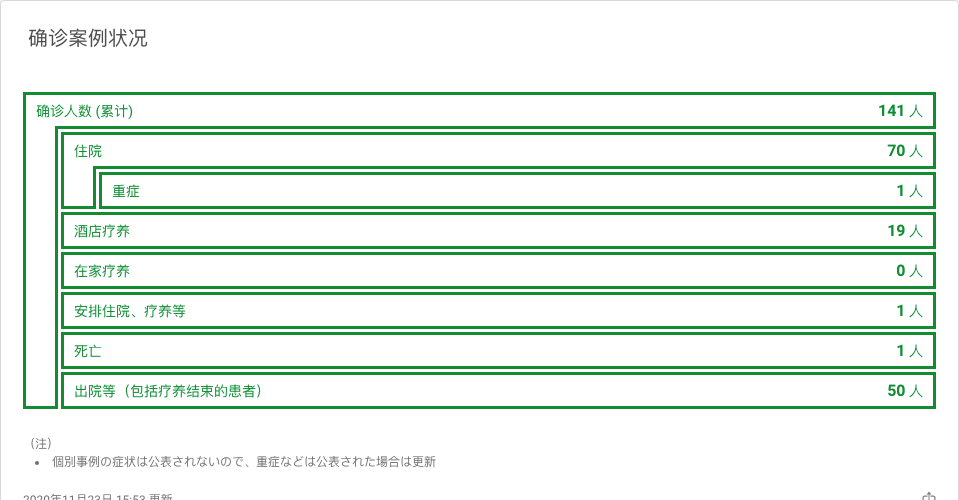 确诊案例状况
确诊人数 (累计) 141 人
住院 70 人
重症 1 人
酒店疗养 19 人
在家疗养 0 人
安排住院、疗养等 1 人
死亡 1 人
出院等（包括疗养结束的患者） 50 人
（注）
• 個別事例の症状は公表されないので、重症などは公表された場合は更新
2020年11月23日 15:53 更新